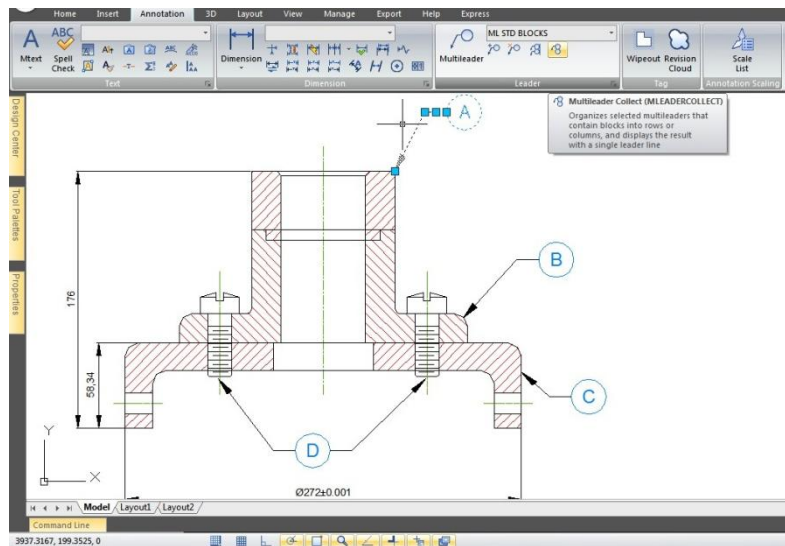 Home Insert Annotation 3D Layout View Manage Export Help Express
ML STD BLOCKS
Mtext
ABC
Spell Check
Dimension
Multileader
Wipeout
Revision Cloud
Scale List
Text
Dimension
Leader
Tag
Annotation Scaling
Multileader Collect (MLEADERCOLLECT)
Organizes selected multileaders that
contain blocks into rows or
columns, and displays the result
with a single leader line
Design Center
Tool Palettes
Properties
A
B
C
D
176
58,34
Ø272±0.001
Y
X
Model Layout1 Layout2
Command Line
3937.3167, 199.3525, 0